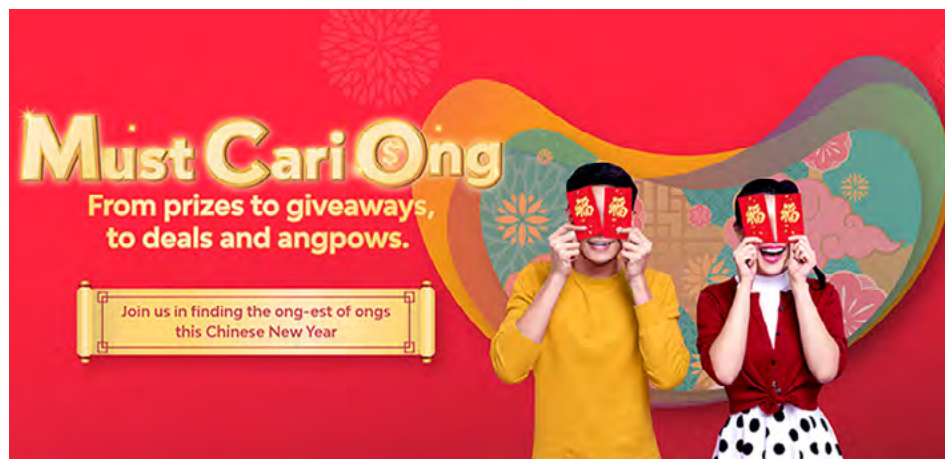 Must Cari Ong
From prizes to giveaways,
to deals and angpows.
Join us in finding the ong-est of ongs
this Chinese New Year
福 福 福 福